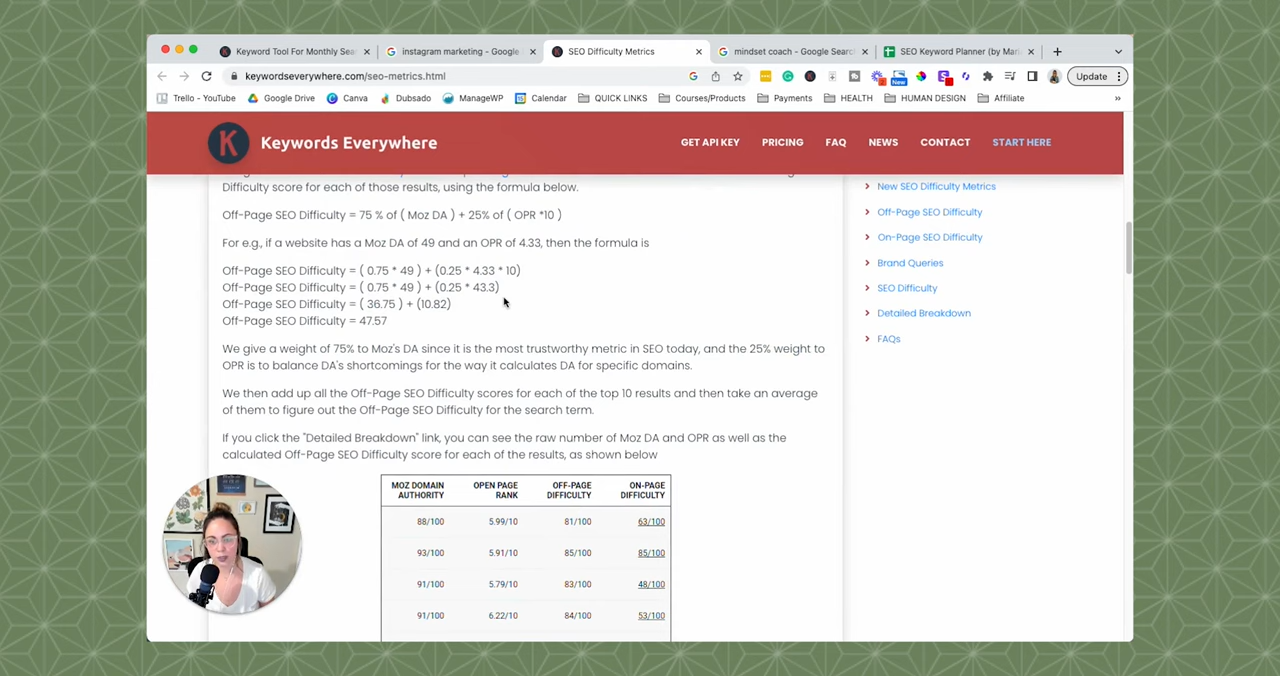 Keyword Tool For Monthly Sea
instagram marketing - Google
SEO Difficulty Metrics
mindset coach - Google Searc
SEO Keyword Planner (by Mari
keywordseverywhere.com/seo-metrics.html
New
Update
Trello - YouTube
Google Drive
Canva
Dubsado
ManageWP
Calendar
QUICK LINKS
Courses/Products
Payments
HEALTH
HUMAN DESIGN
Affiliate
»
K
Keywords Everywhere
GET API KEY
PRICING
FAQ
NEWS
CONTACT
START HERE
Difficulty score for each of those results, using the formula below.
Off-Page SEO Difficulty = 75 % of ( Moz DA ) + 25% of ( OPR *10 )
For e.g., if a website has a Moz DA of 49 and an OPR of 4.33, then the formula is
Off-Page SEO Difficulty = ( 0.75 * 49 ) + (0.25 * 4.33 * 10)
Off-Page SEO Difficulty = ( 0.75 * 49 ) + (0.25 * 43.3)
Off-Page SEO Difficulty = ( 36.75 ) + (10.82)
Off-Page SEO Difficulty = 47.57
We give a weight of 75% to Moz's DA since it is the most trustworthy metric in SEO today, and the 25% weight to
OPR is to balance DA's shortcomings for the way it calculates DA for specific domains.
We then add up all the Off-Page SEO Difficulty scores for each of the top 10 results and then take an average
of them to figure out the Off-Page SEO Difficulty for the search term.
If you click the "Detailed Breakdown" link, you can see the raw number of Moz DA and OPR as well as the
calculated Off-Page SEO Difficulty score for each of the results, as shown below
MOZ DOMAIN AUTHORITY
OPEN PAGE RANK
OFF-PAGE DIFFICULTY
ON-PAGE DIFFICULTY
88/100 5.99/10 81/100 63/100
93/100 5.91/10 85/100 85/100
91/100 5.79/10 83/100 48/100
91/100 6.22/10 84/100 53/100
New SEO Difficulty Metrics
Off-Page SEO Difficulty
On-Page SEO Difficulty
Brand Queries
SEO Difficulty
Detailed Breakdown
FAQs